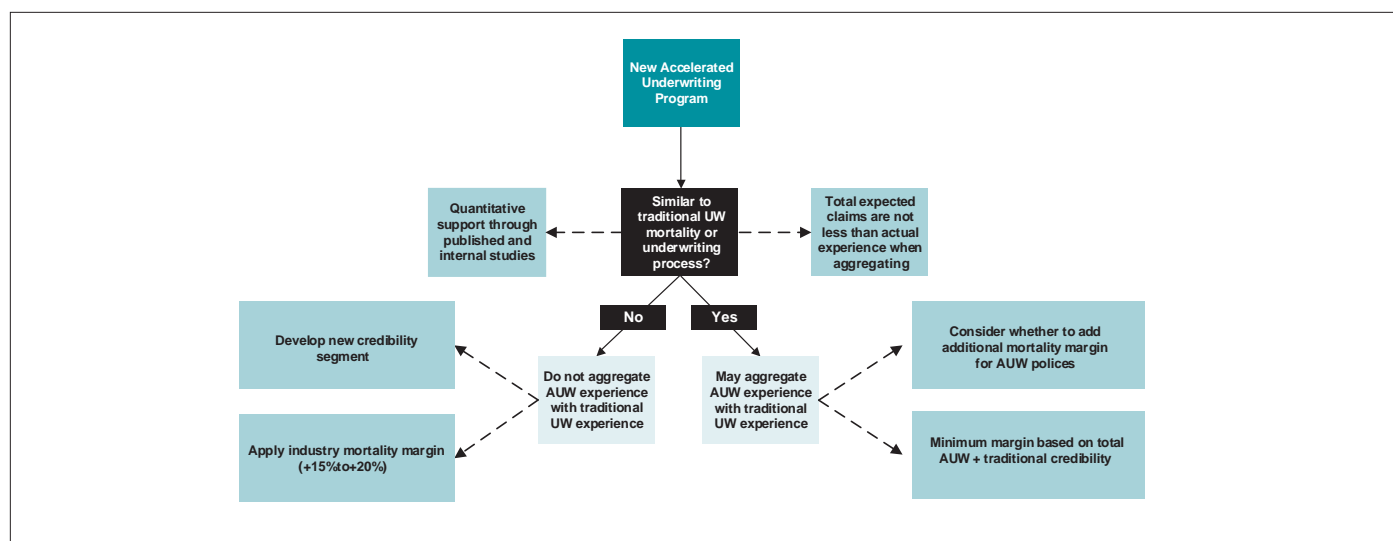 New Accelerated
Underwriting
Program
Quantitative
support through
published and
internal studies
Similar to
traditional UW
mortality or
underwriting
process?
Total expected
claims are not
less than actual
experience when
aggregating
No
Yes
Develop new credibility
segment
Do not aggregate
AUW experience
with traditional
UW experience
May aggregate
AUW experience
with traditional
UW experience
Consider whether to add
additional mortality margin
for AUW polices
Apply industry mortality margin
(+15%to+20%)
Minimum margin based on total
AUW + traditional credibility